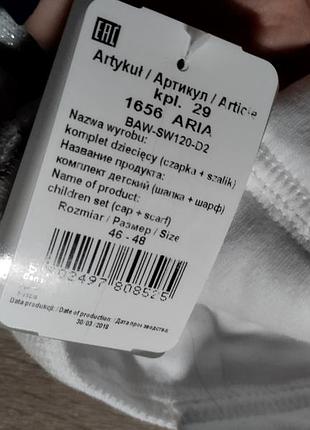 EAC
Artykuł / Артикул / Article
kpl. 29
1656 ARIA
BAW-SW120-D2
Nazwa wyrobu:
komplet dziecięcy (czapka + szalik)
Название продукта:
комплект детский (шапка + шарф)
Name of product:
children set (cap + scarf)
Rozmiar / Размер / Size
46 - 48
03497 808525
Data produkcji: / Date of production: / Дата производства:
30/03/2018